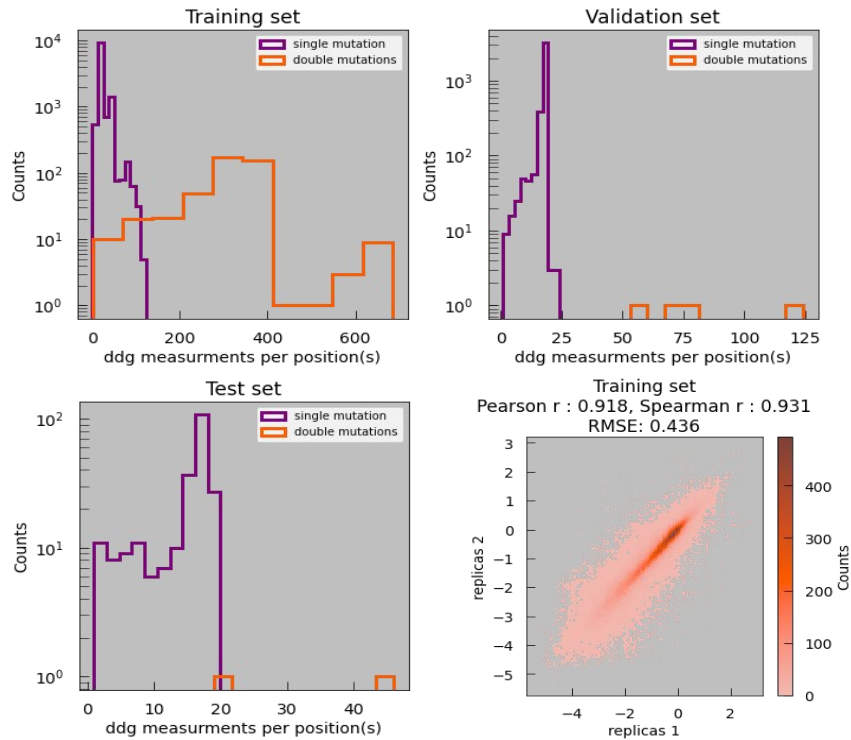 Training set
10^4
10^3
10^2
10^1
10^0
Counts
single mutation
double mutations
0 200 400 600
ddg measurments per position(s)
Validation set
10^3
10^2
10^1
10^0
Counts
single mutation
double mutations
0 25 50 75 100 125
ddg measurments per position(s)
Test set
10^2
10^1
10^0
Counts
single mutation
double mutations
0 10 20 30 40
ddg measurments per position(s)
Training set
Pearson r : 0.918, Spearman r : 0.931
RMSE: 0.436
3
2
1
0
−1
−2
−3
−4
−5
replicas 2
−4 −2 0 2
replicas 1
400
300
200
100
0
Counts